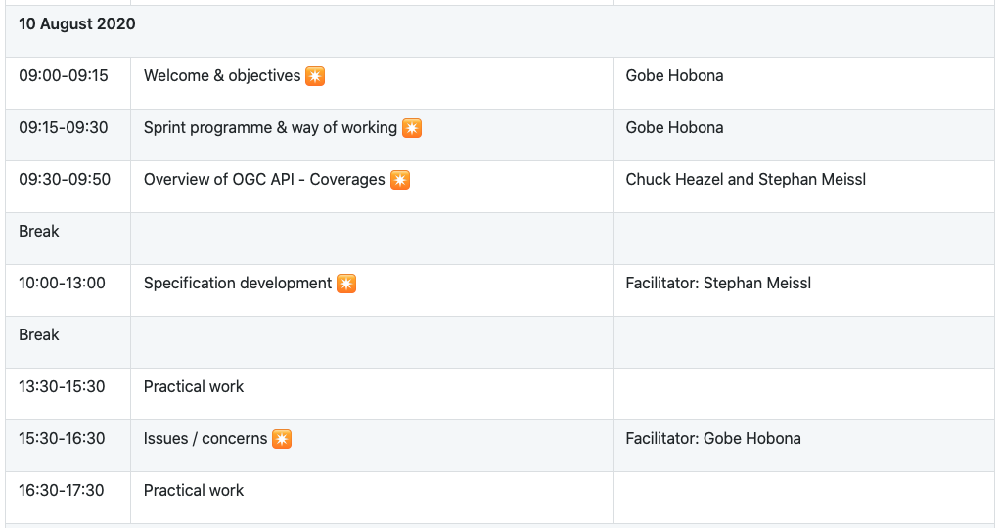 10 August 2020
09:00-09:15 Welcome & objectives ✴️ Gobe Hobona
09:15-09:30 Sprint programme & way of working ✴️ Gobe Hobona
09:30-09:50 Overview of OGC API - Coverages ✴️ Chuck Heazel and Stephan Meissl
Break
10:00-13:00 Specification development ✴️ Facilitator: Stephan Meissl
Break
13:30-15:30 Practical work
15:30-16:30 Issues / concerns ✴️ Facilitator: Gobe Hobona
16:30-17:30 Practical work